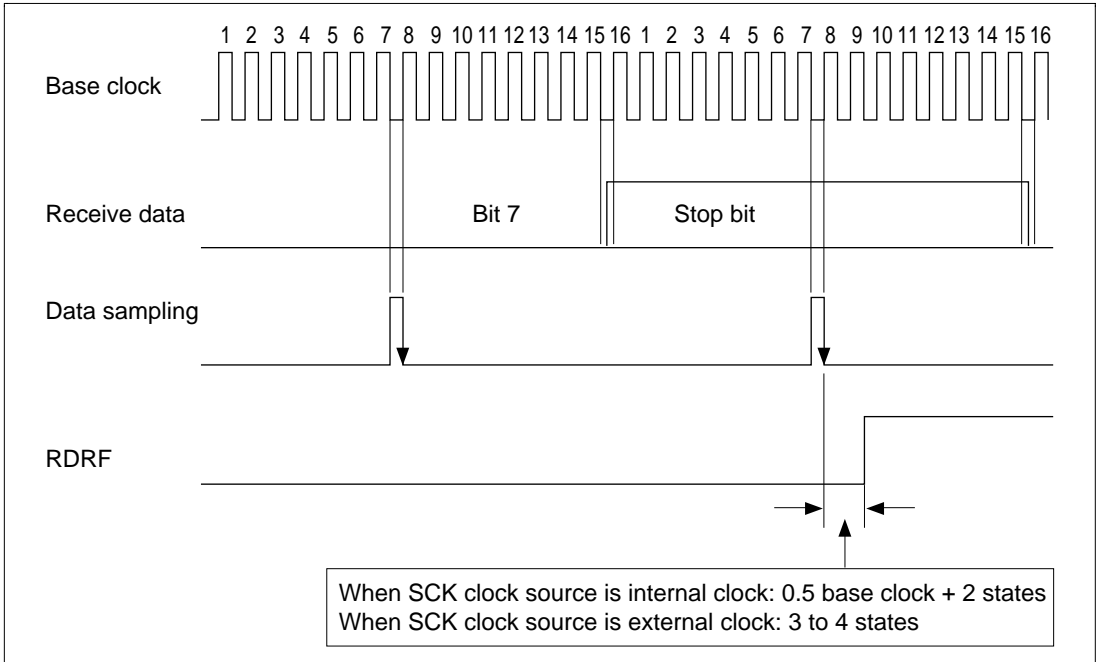 1 2 3 4 5 6 7 8 9 10 11 12 13 14 15 16 1 2 3 4 5 6 7 8 9 10 11 12 13 14 15 16
Base clock
Receive data
Bit 7
Stop bit
Data sampling
RDRF
When SCK clock source is internal clock: 0.5 base clock + 2 states
When SCK clock source is external clock: 3 to 4 states